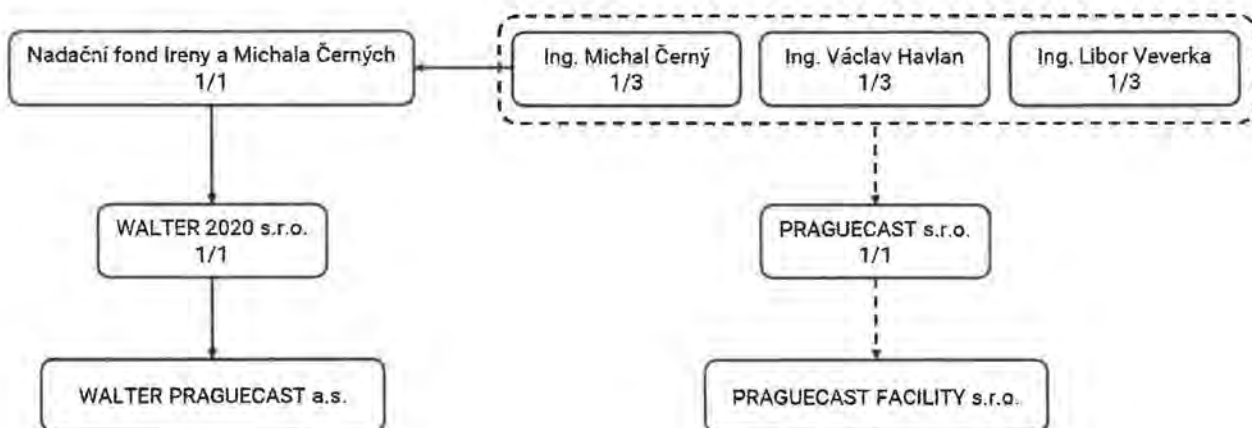 Nadační fond Ireny a Michala Černých
1/1
Ing. Michal Černý
1/3
Ing. Václav Havlan
1/3
Ing. Libor Veverka
1/3
WALTER 2020 s.r.o.
1/1
PRAGUECAST s.r.o.
1/1
WALTER PRAGUECAST a.s.
PRAGUECAST FACILITY s.r.o.